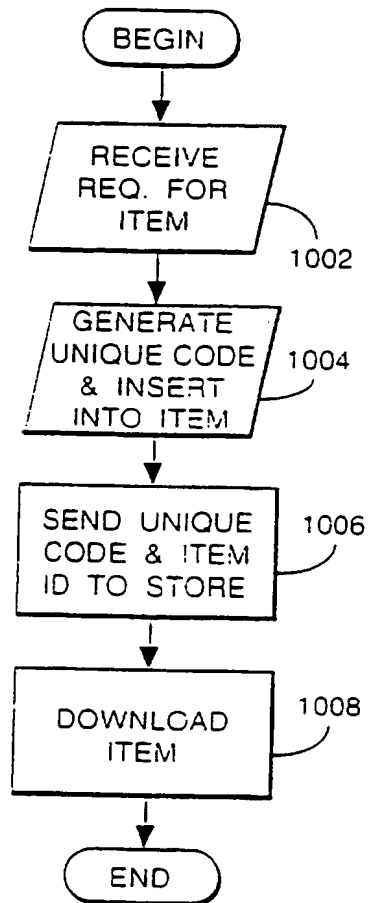 BEGIN
RECEIVE
REQ. FOR
ITEM
1002
GENERATE
UNIQUE CODE
& INSERT
INTO ITEM
1004
SEND UNIQUE
CODE & ITEM
ID TO STORE
1006
DOWNLOAD
ITEM
1008
END